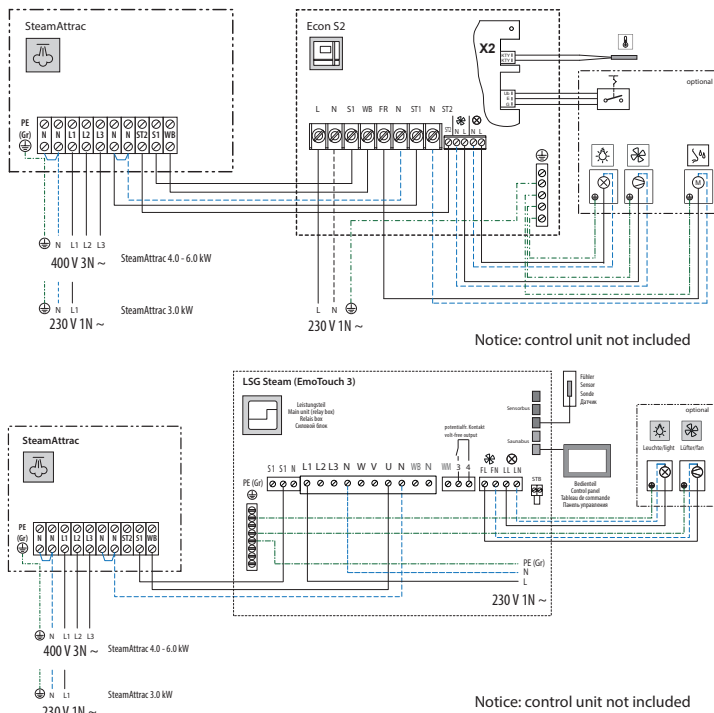 SteamAttrac
PE
(Gr)
N N L1 L2 L3 N N ST2 S1 WB
N L1 L2 L3
400 V 3N ~
SteamAttrac 4.0 - 6.0 kW
N L1
230 V 1N ~
SteamAttrac 3.0 kW
Econ S2
X2
L N S1 WB FR N ST1 N ST2
ST2 N L N L
L N
230 V 1N ~
optional
M
Notice: control unit not included
LSG Steam (EmoTouch 3)
Leistungsteil
Main unit (relay box)
Relais box
Силовой блок
potentialfr. Kontakt
volt-free output
Sensorbus
Saunabus
Fühler
Sensor
Sonde
Датчик
Bedienteil
Control panel
Tableau de commande
Панель управления
STB
PE (Gr)
S1 S1 N L1 L2 L3 N W V U N WB N WM 3 4 FL FN LL LN
PE (Gr)
N
L
230 V 1N ~
optional
Leuchte/light
Lüfter/fan
SteamAttrac
PE
(Gr)
N N L1 L2 L3 N N ST2 S1 WB
N L1 L2 L3
400 V 3N ~
SteamAttrac 4.0 - 6.0 kW
N L1
230 V 1N ~
SteamAttrac 3.0 kW
Notice: control unit not included